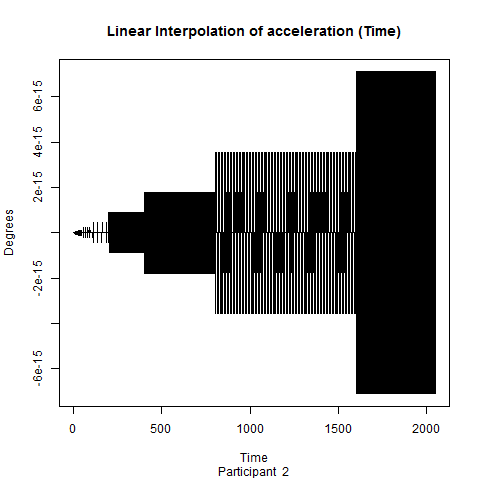 Linear Interpolation of acceleration (Time)
6e-15
4e-15
2e-15
-2e-15
-6e-15
Degrees
0
500
1000
1500
2000
Time
Participant 2